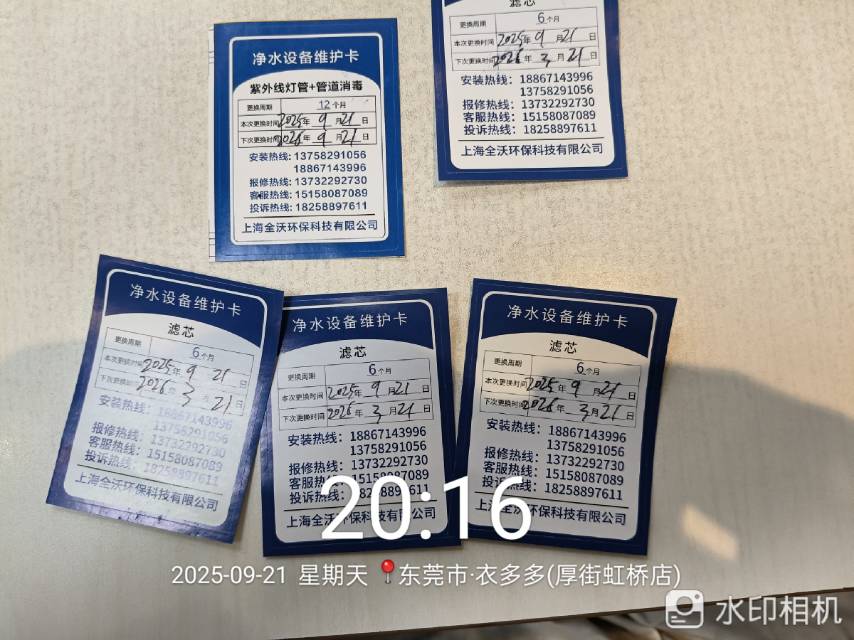 净水设备维护卡
紫外线灯管+管道消毒
更换周期 12个月
本次更换时间 2025年 9月21日
下次更换时间 2026年 9月21日
安装热线: 13758291056
18867143996
报修热线: 13732292730
客服热线: 15158087089
投诉热线: 18258897611
上海全沃环保科技有限公司
滤芯
更换周期 6个月
本次更换时间 2025年 9月21日
下次更换时间 2026年 3月21日
安装热线: 18867143996
13758291056
报修热线: 13732292730
客服热线: 15158087089
投诉热线: 18258897611
上海全沃环保科技有限公司
净水设备维护卡
滤芯
更换周期 6个月
本次更换时间 2025年 9 21日
下次更换时间 2026年 3 21日
安装热线: 18867143996
13758291056
报修热线: 13732292730
客服热线: 15158087089
投诉热线: 18258897611
上海全沃环保科技有限公司
净水设备维护卡
滤芯
更换周期 6个月
本次更换时间 2025年 9月21日
下次更换时间 2026年 3月21日
安装热线: 18867143996
13758291056
报修热线: 13732292730
客服热线: 15158087089
投诉热线: 18258897611
上海全沃环保科技有限公司
净水设备维护卡
滤芯
更换周期 6个月
本次更换时间 2025年 9月21日
下次更换时间 2026年 3月21日
安装热线: 18867143996
13758291056
报修热线: 13732292730
客服热线: 15158087089
投诉热线: 18258897611
上海全沃环保科技有限公司
20:16
2025-09-21 星期天 东莞市·衣多多(厚街虹桥店)
水印相机